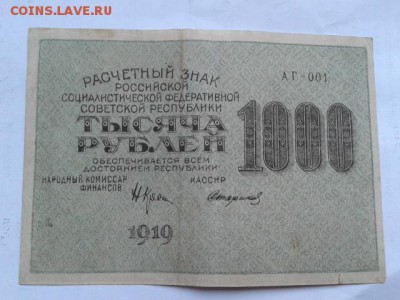 COINS.LAVE.RU
РАСЧЕТНЫЙ ЗНАК
РОССИЙСКОЙ
СОЦИАЛИСТИЧЕСКОЙ ФЕДЕРАТИВНОЙ
СОВЕТСКОЙ РЕСПУБЛИКИ
ТЫСЯЧА
РУБЛЕЙ
ОБЕСПЕЧИВАЕТСЯ ВСЕМ
ДОСТОЯНИЕМ РЕСПУБЛИКИ
НАРОДНЫЙ КОМИССАР
ФИНАНСОВ
КАССИР
1919
АГ-001
1000